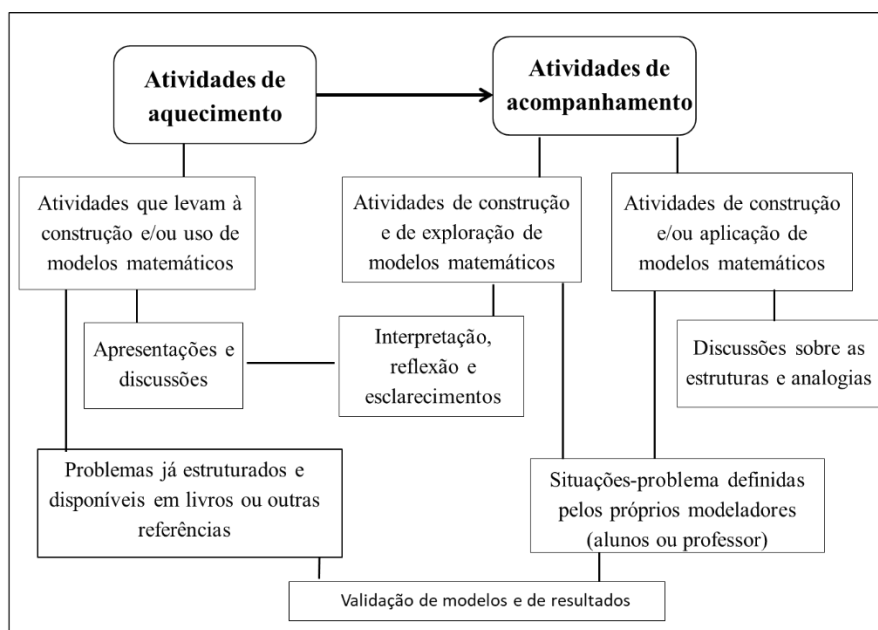 Atividades de
aquecimento
Atividades de
acompanhamento
Atividades que levam à
construção e/ou uso de
modelos matemáticos
Atividades de construção
e de exploração de
modelos matemáticos
Atividades de construção
e/ou aplicação de
modelos matemáticos
Apresentações e
discussões
Interpretação,
reflexão e
esclarecimentos
Discussões sobre as
estruturas e analogias
Problemas já estruturados e
disponíveis em livros ou outras
referências
Situações-problema definidas
pelos próprios modeladores
(alunos ou professor)
Validação de modelos e de resultados